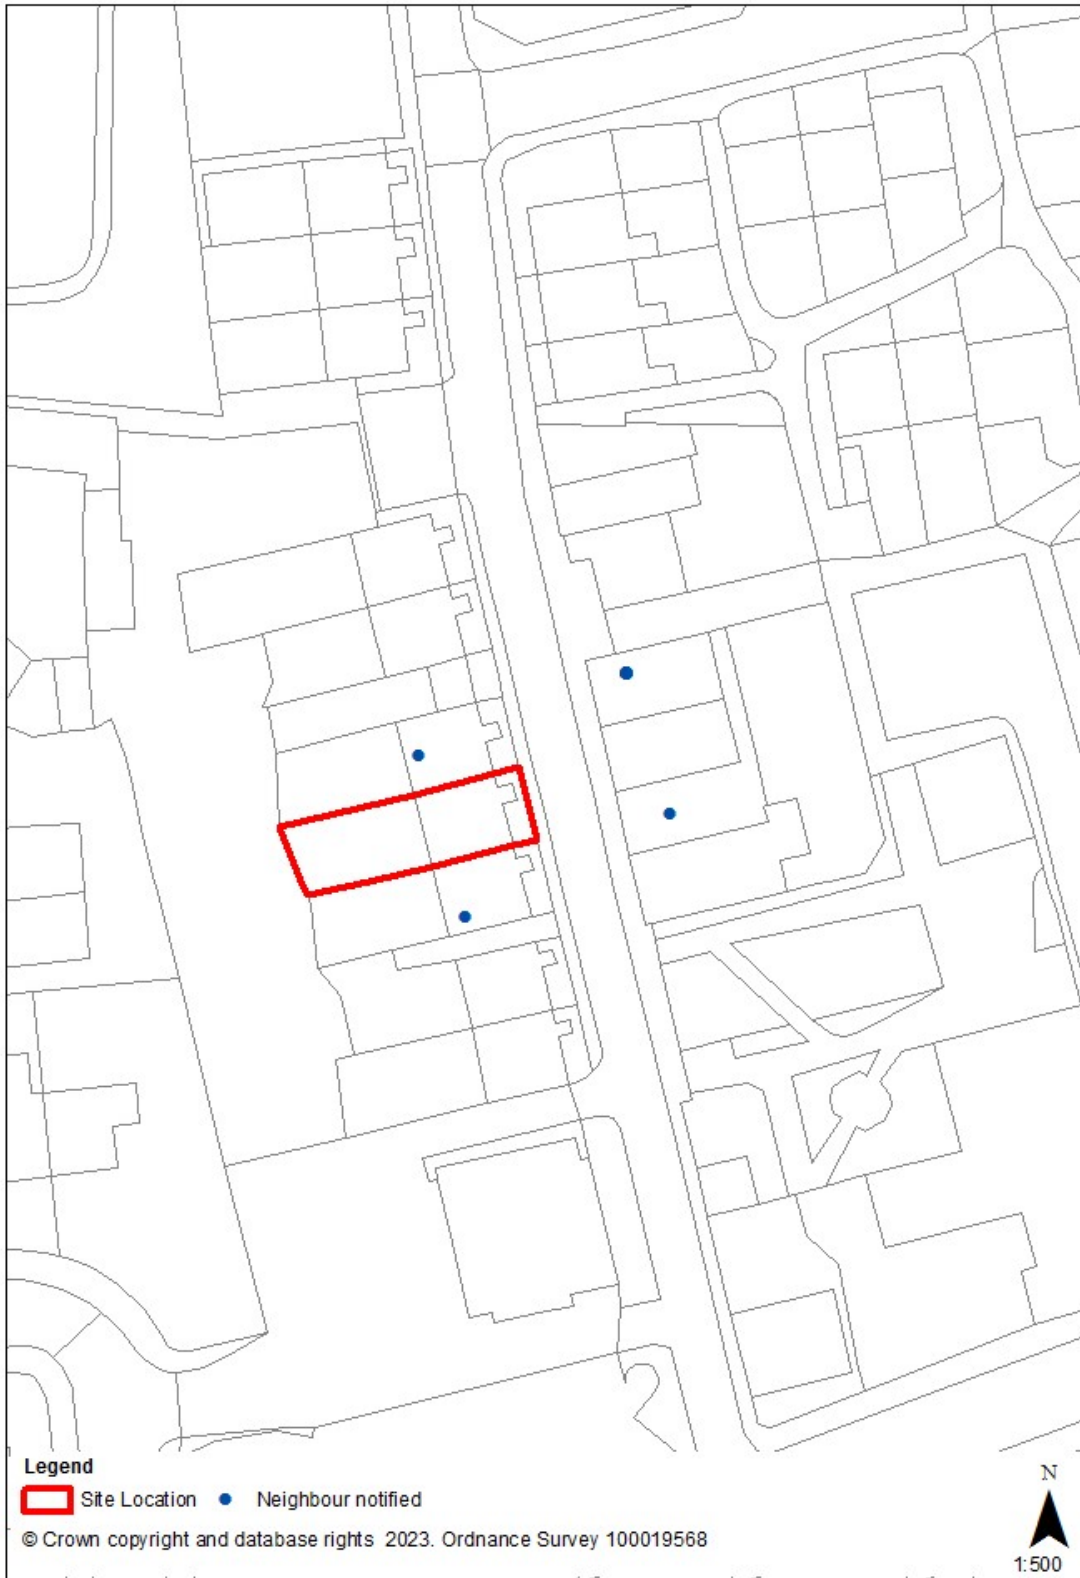 Legend
Site Location
Neighbour notified
© Crown copyright and database rights 2023. Ordnance Survey 100019568
N
1:500